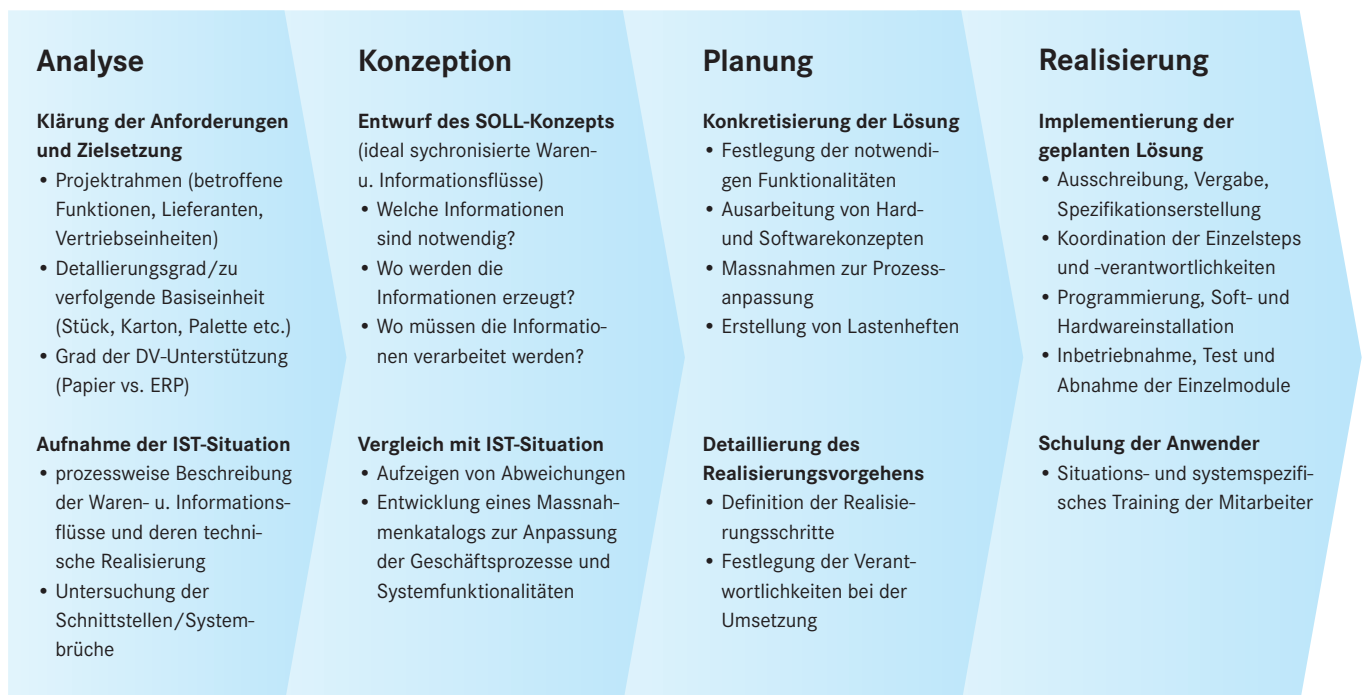 Analyse
Klärung der Anforderungen
und Zielsetzung
• Projektrahmen (betroffene
Funktionen, Lieferanten,
Vertriebseinheiten)
• Detallierungsgrad/zu
verfolgende Basiseinheit
(Stück, Karton, Palette etc.)
• Grad der DV-Unterstützung
(Papier vs. ERP)
Aufnahme der IST-Situation
• prozessweise Beschreibung
der Waren- u. Informations-
flüsse und deren techni-
sche Realisierung
• Untersuchung der
Schnittstellen/System-
brüche
Konzeption
Entwurf des SOLL-Konzepts
(ideal sychronisierte Waren-
u. Informationsflüsse)
• Welche Informationen
sind notwendig?
• Wo werden die
Informationen erzeugt?
• Wo müssen die Informatio-
nen verarbeitet werden?
Vergleich mit IST-Situation
• Aufzeigen von Abweichungen
• Entwicklung eines Massnah-
menkatalogs zur Anpassung
der Geschäftsprozesse und
Systemfunktionalitäten
Planung
Konkretisierung der Lösung
• Festlegung der notwendi-
gen Funktionalitäten
• Ausarbeitung von Hard-
und Softwarekonzepten
• Massnahmen zur Prozess-
anpassung
• Erstellung von Lastenheften
Detaillierung des
Realisierungsvorgehens
• Definition der Realisie-
rungsschritte
• Festlegung der Verant-
wortlichkeiten bei der
Umsetzung
Realisierung
Implementierung der
geplanten Lösung
• Ausschreibung, Vergabe,
Spezifikationserstellung
• Koordination der Einzelsteps
und -verantwortlichkeiten
• Programmierung, Soft- und
Hardwareinstallation
• Inbetriebnahme, Test und
Abnahme der Einzelmodule
Schulung der Anwender
• Situations- und systemspezifi-
sches Training der Mitarbeiter